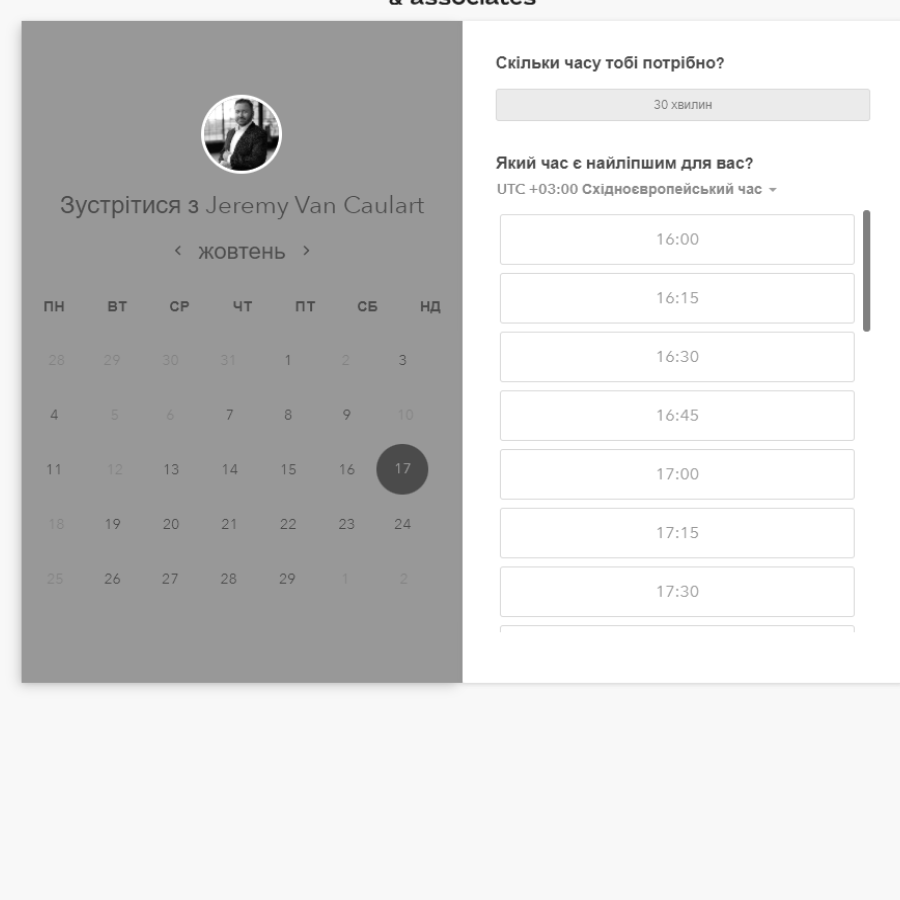 & associates
Зустрітися з Jeremy Van Caulart
< жовтень >
ПН ВТ СР ЧТ ПТ СБ НД
28 29 30 31 1 2 3
4 5 6 7 8 9 10
11 12 13 14 15 16 17
18 19 20 21 22 23 24
25 26 27 28 29 1 2
Скільки часу тобі потрібно?
30 хвилин
Який час є найліпшим для вас?
UTC +03:00 Східноєвропейський час
16:00
16:15
16:30
16:45
17:00
17:15
17:30